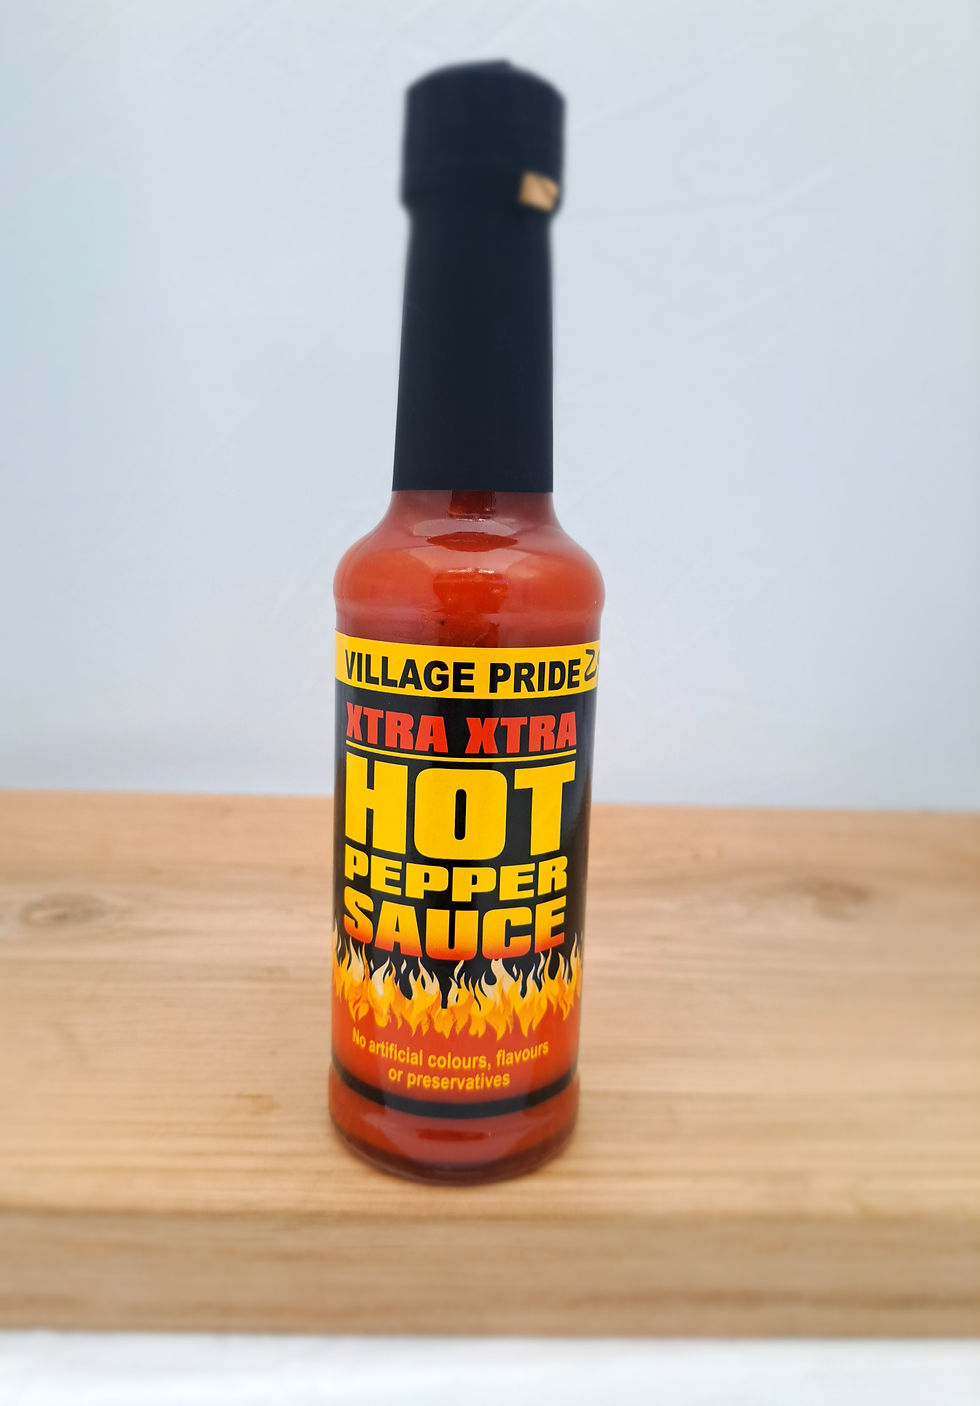 VILLAGE PRIDE
XTRA XTRA
HOT
PEPPER
SAUCE
No artificial colours, flavours
or preservatives